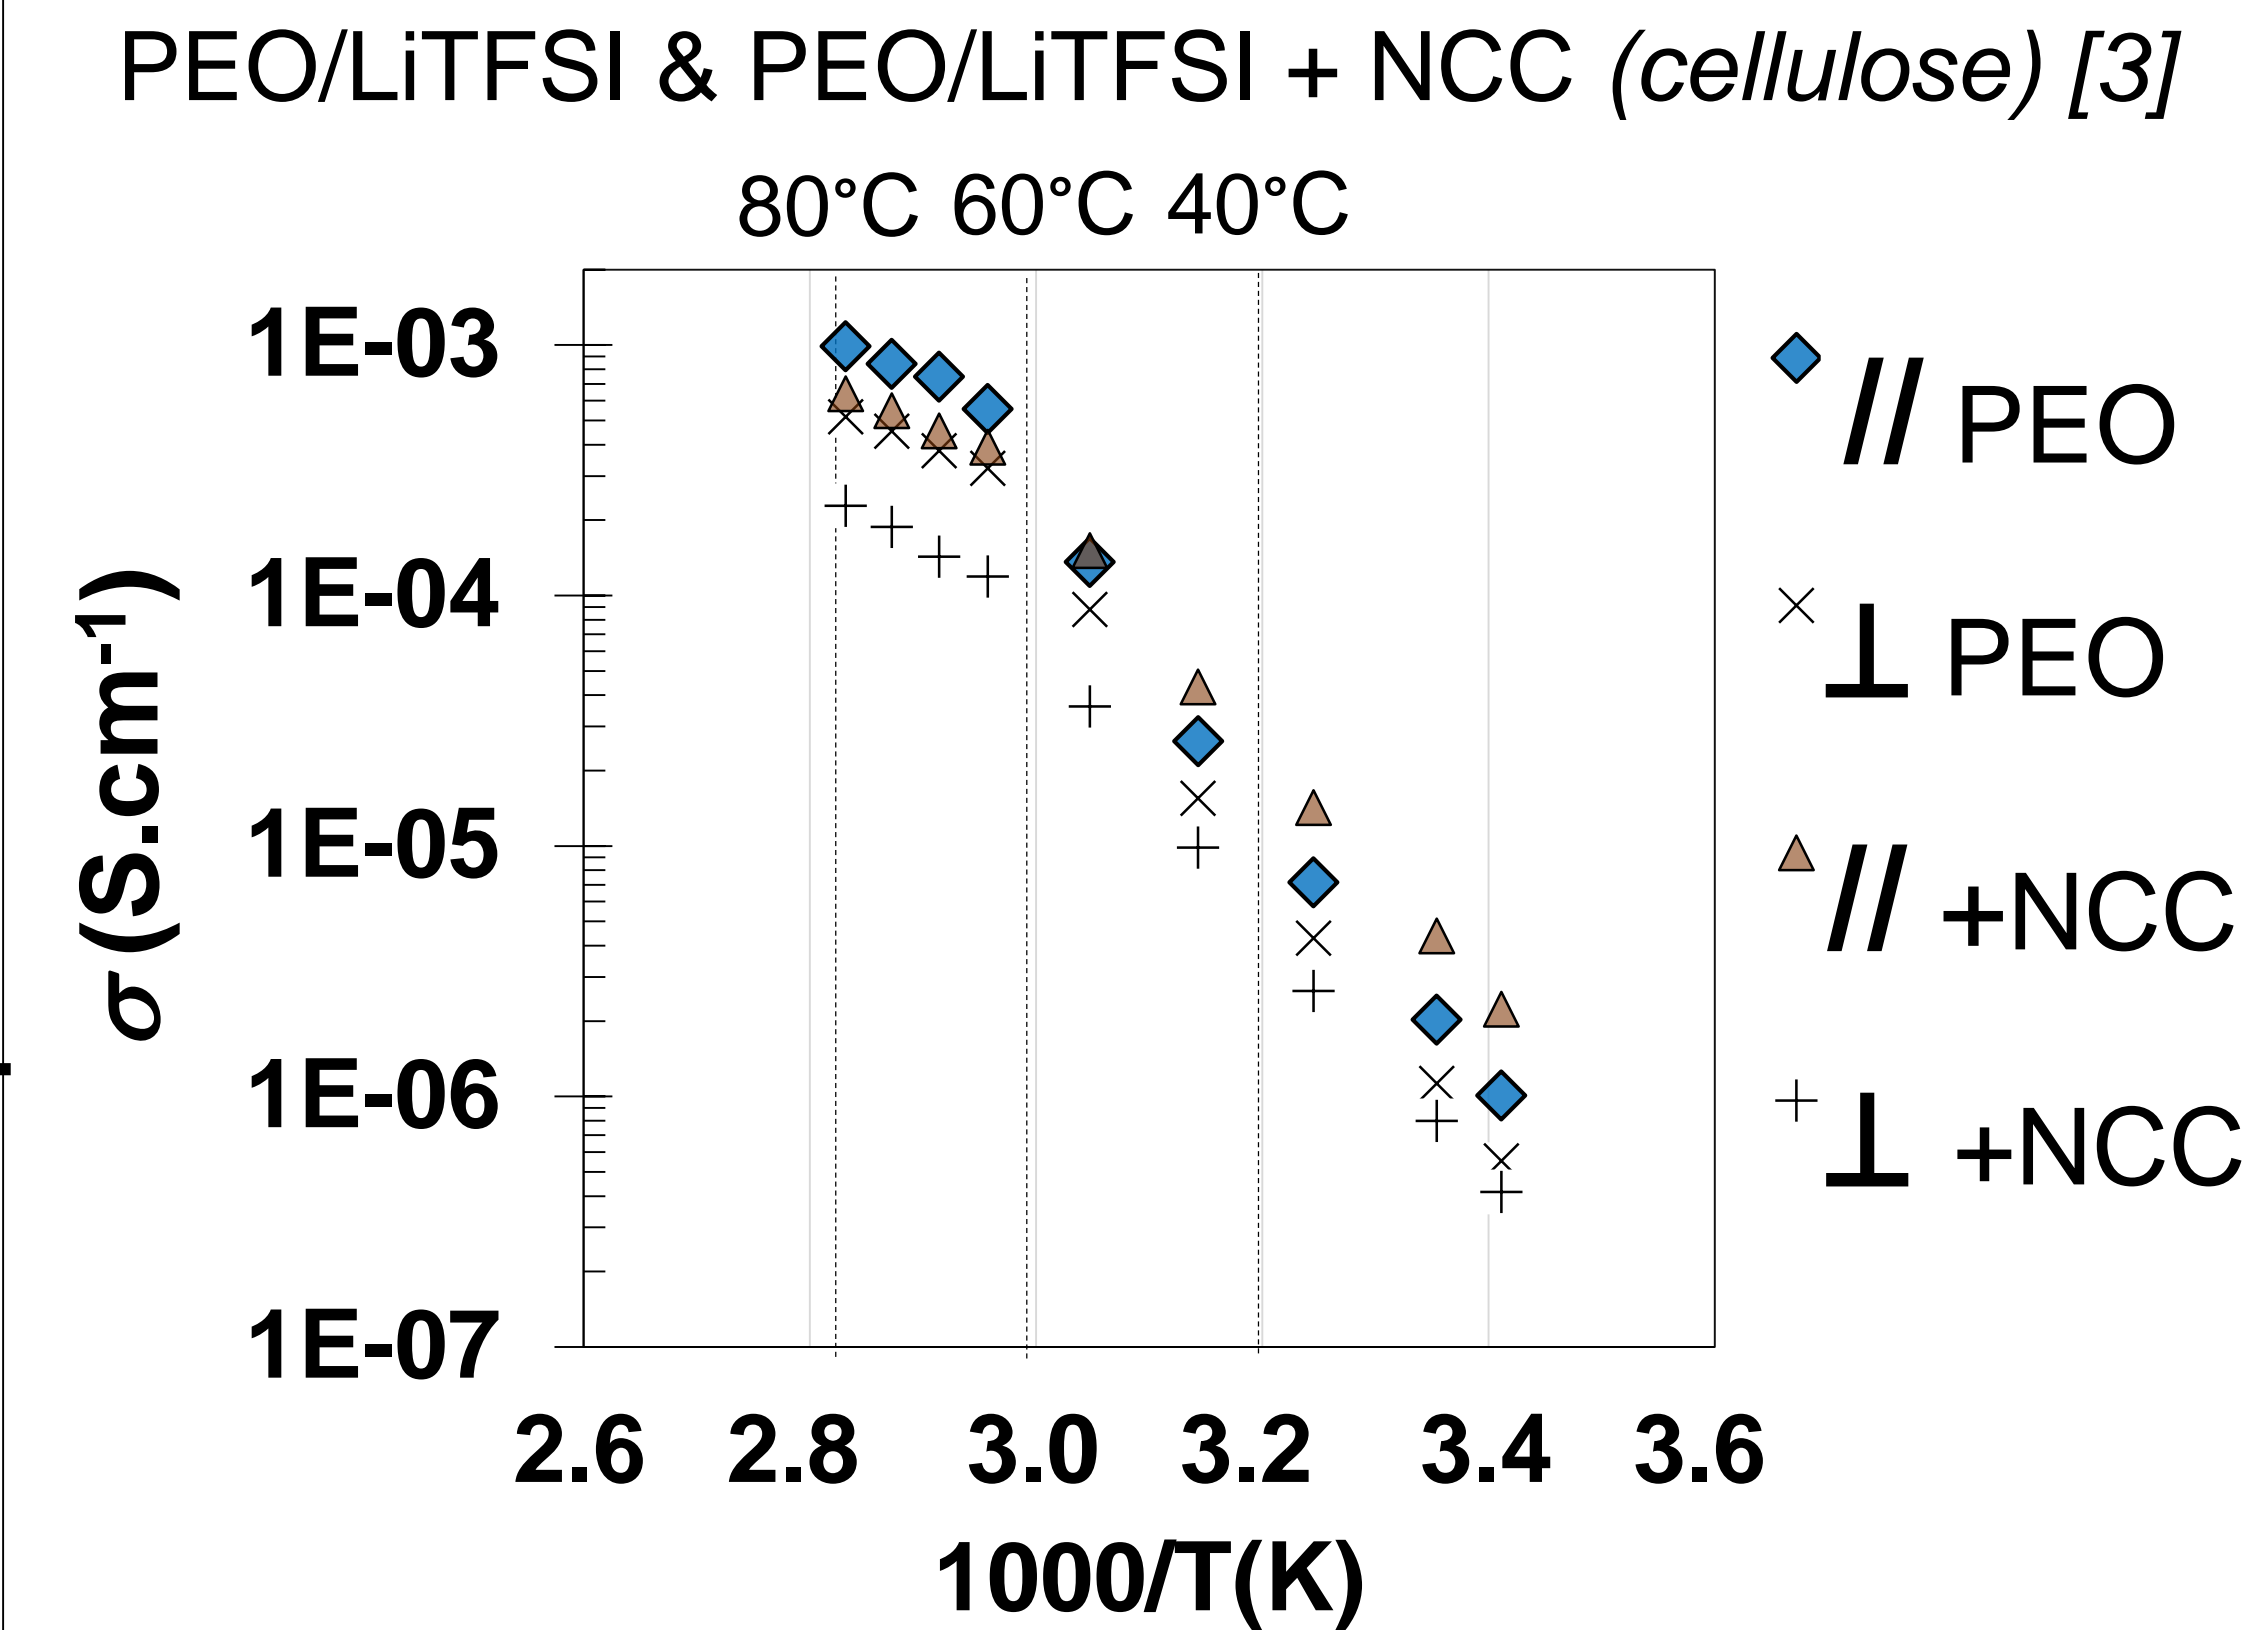 PEO/LiTFSI & PEO/LiTFSI + NCC (cellulose) [3]
80°C 60°C 40°C
σ (S.cm-1)
1E-03
1E-04
1E-05
1E-06
1E-07
2.6 2.8 3.0 3.2 3.4 3.6
1000/T(K)
// PEO
⊥ PEO
// +NCC
⊥ +NCC